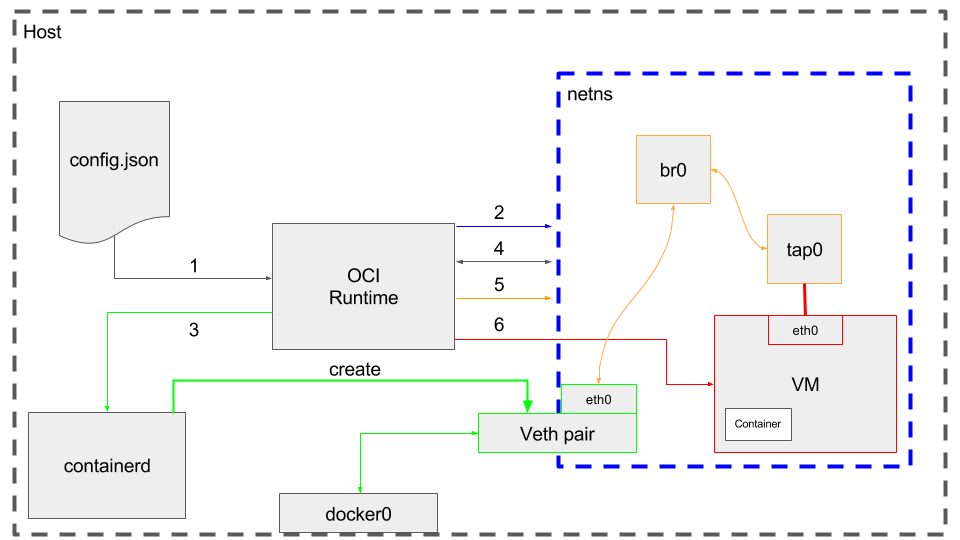 Host
netns
config.json
br0
2
tap0
4
1
OCI
Runtime
5
eth0
3
6
create
VM
eth0
Container
Veth pair
containerd
docker0